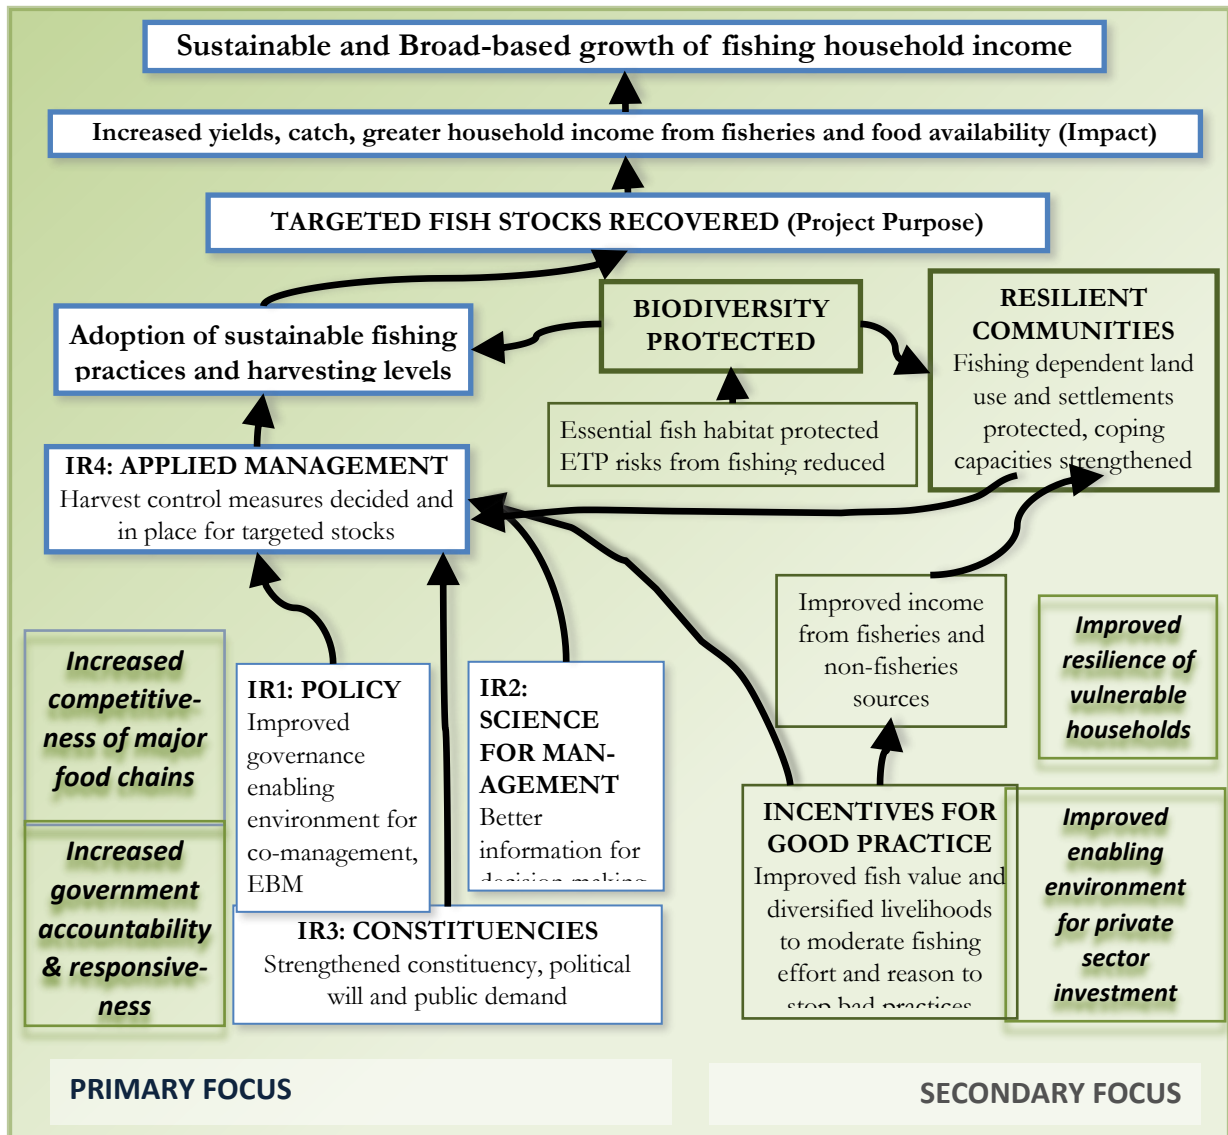 Sustainable and Broad-based growth of fishing household income
Increased yields, catch, greater household income from fisheries and food availability (Impact)
TARGETED FISH STOCKS RECOVERED (Project Purpose)
Adoption of sustainable fishing
practices and harvesting levels
BIODIVERSITY
PROTECTED
RESILIENT
COMMUNITIES
Fishing dependent land
use and settlements
protected, coping
capacities strengthened
Essential fish habitat protected
ETP risks from fishing reduced
IR4: APPLIED MANAGEMENT
Harvest control measures decided and
in place for targeted stocks
Improved income
from fisheries and
non-fisheries
sources
Improved
resilience of
vulnerable
households
Increased
competitive-
ness of major
food chains
IR1: POLICY
Improved
governance
enabling
environment for
co-management,
EBM
IR2:
SCIENCE
FOR MAN-
AGEMENT
Better
information for
decision making
INCENTIVES FOR
GOOD PRACTICE
Improved fish value and
diversified livelihoods
to moderate fishing
effort and reason to
stop bad practices
Improved
enabling
environment
for private
sector
investment
Increased
government
accountability
& responsive-
ness
IR3: CONSTITUENCIES
Strengthened constituency, political
will and public demand
PRIMARY FOCUS
SECONDARY FOCUS